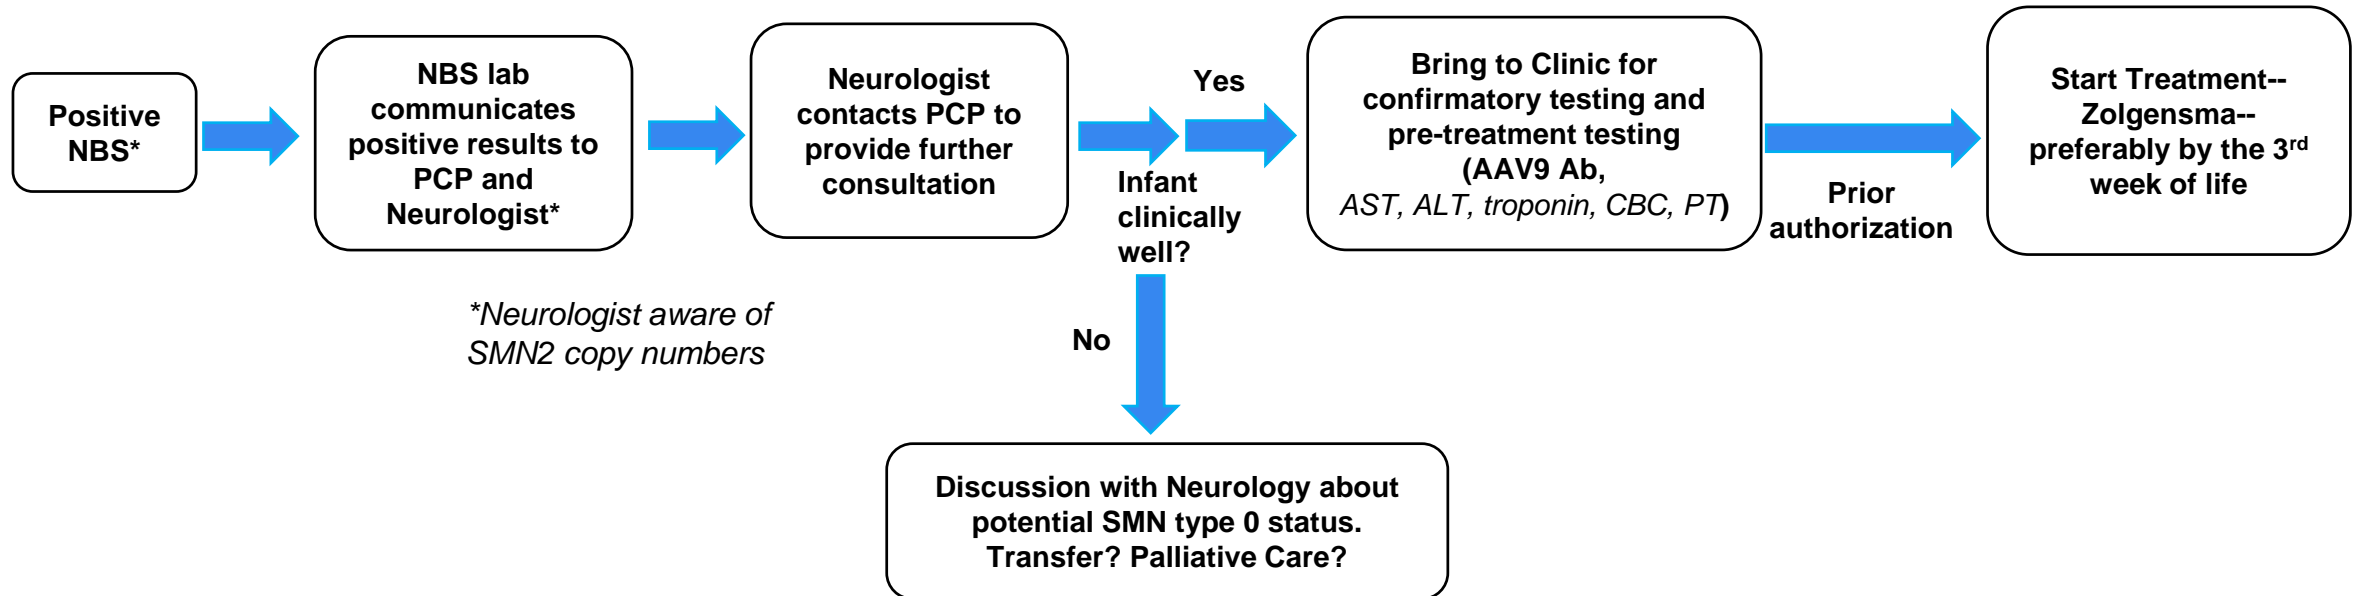 Positive
NBS*
NBS lab
communicates
positive results to
PCP and
Neurologist*
Neurologist
contacts PCP to
provide further
consultation
Yes
Infant
clinically
well?
Bring to Clinic for
confirmatory testing and
pre-treatment testing
(AAV9 Ab,
AST, ALT, troponin, CBC, PT)
Prior
authorization
Start Treatment--
Zolgensma--
preferably by the 3rd
week of life
*Neurologist aware of
SMN2 copy numbers
No
Discussion with Neurology about
potential SMN type 0 status.
Transfer? Palliative Care?